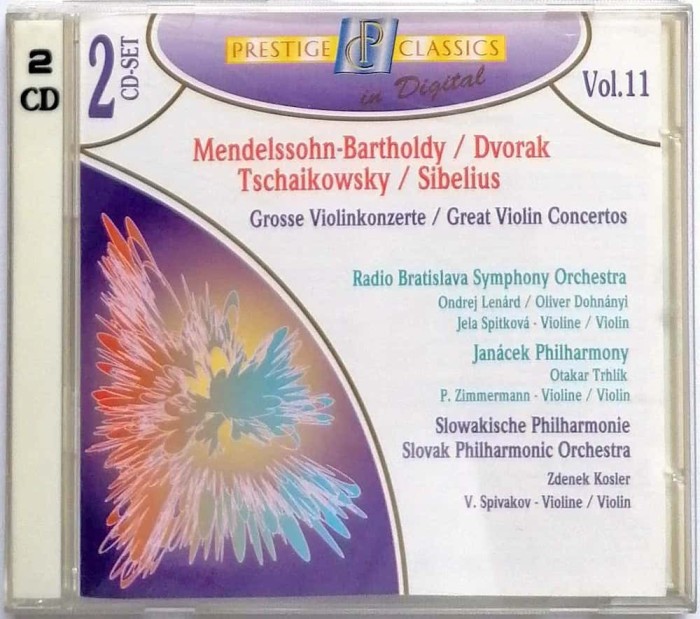 2
CD
2
CD-SET
PRESTIGE CP CLASSICS
in Digital
Vol.11
Mendelssohn-Bartholdy / Dvorak
Tschaikowsky / Sibelius
Grosse Violinkonzerte / Great Violin Concertos
Radio Bratislava Symphony Orchestra
Ondrej Lenárd / Oliver Dohnányi
Jela Spitková - Violine / Violin
Janácek Philharmony
Otakar Trhlík
P. Zimmermann - Violine / Violin
Slowakische Philharmonie
Slovak Philharmonic Orchestra
Zdenek Kosler
V. Spivakov - Violine / Violin